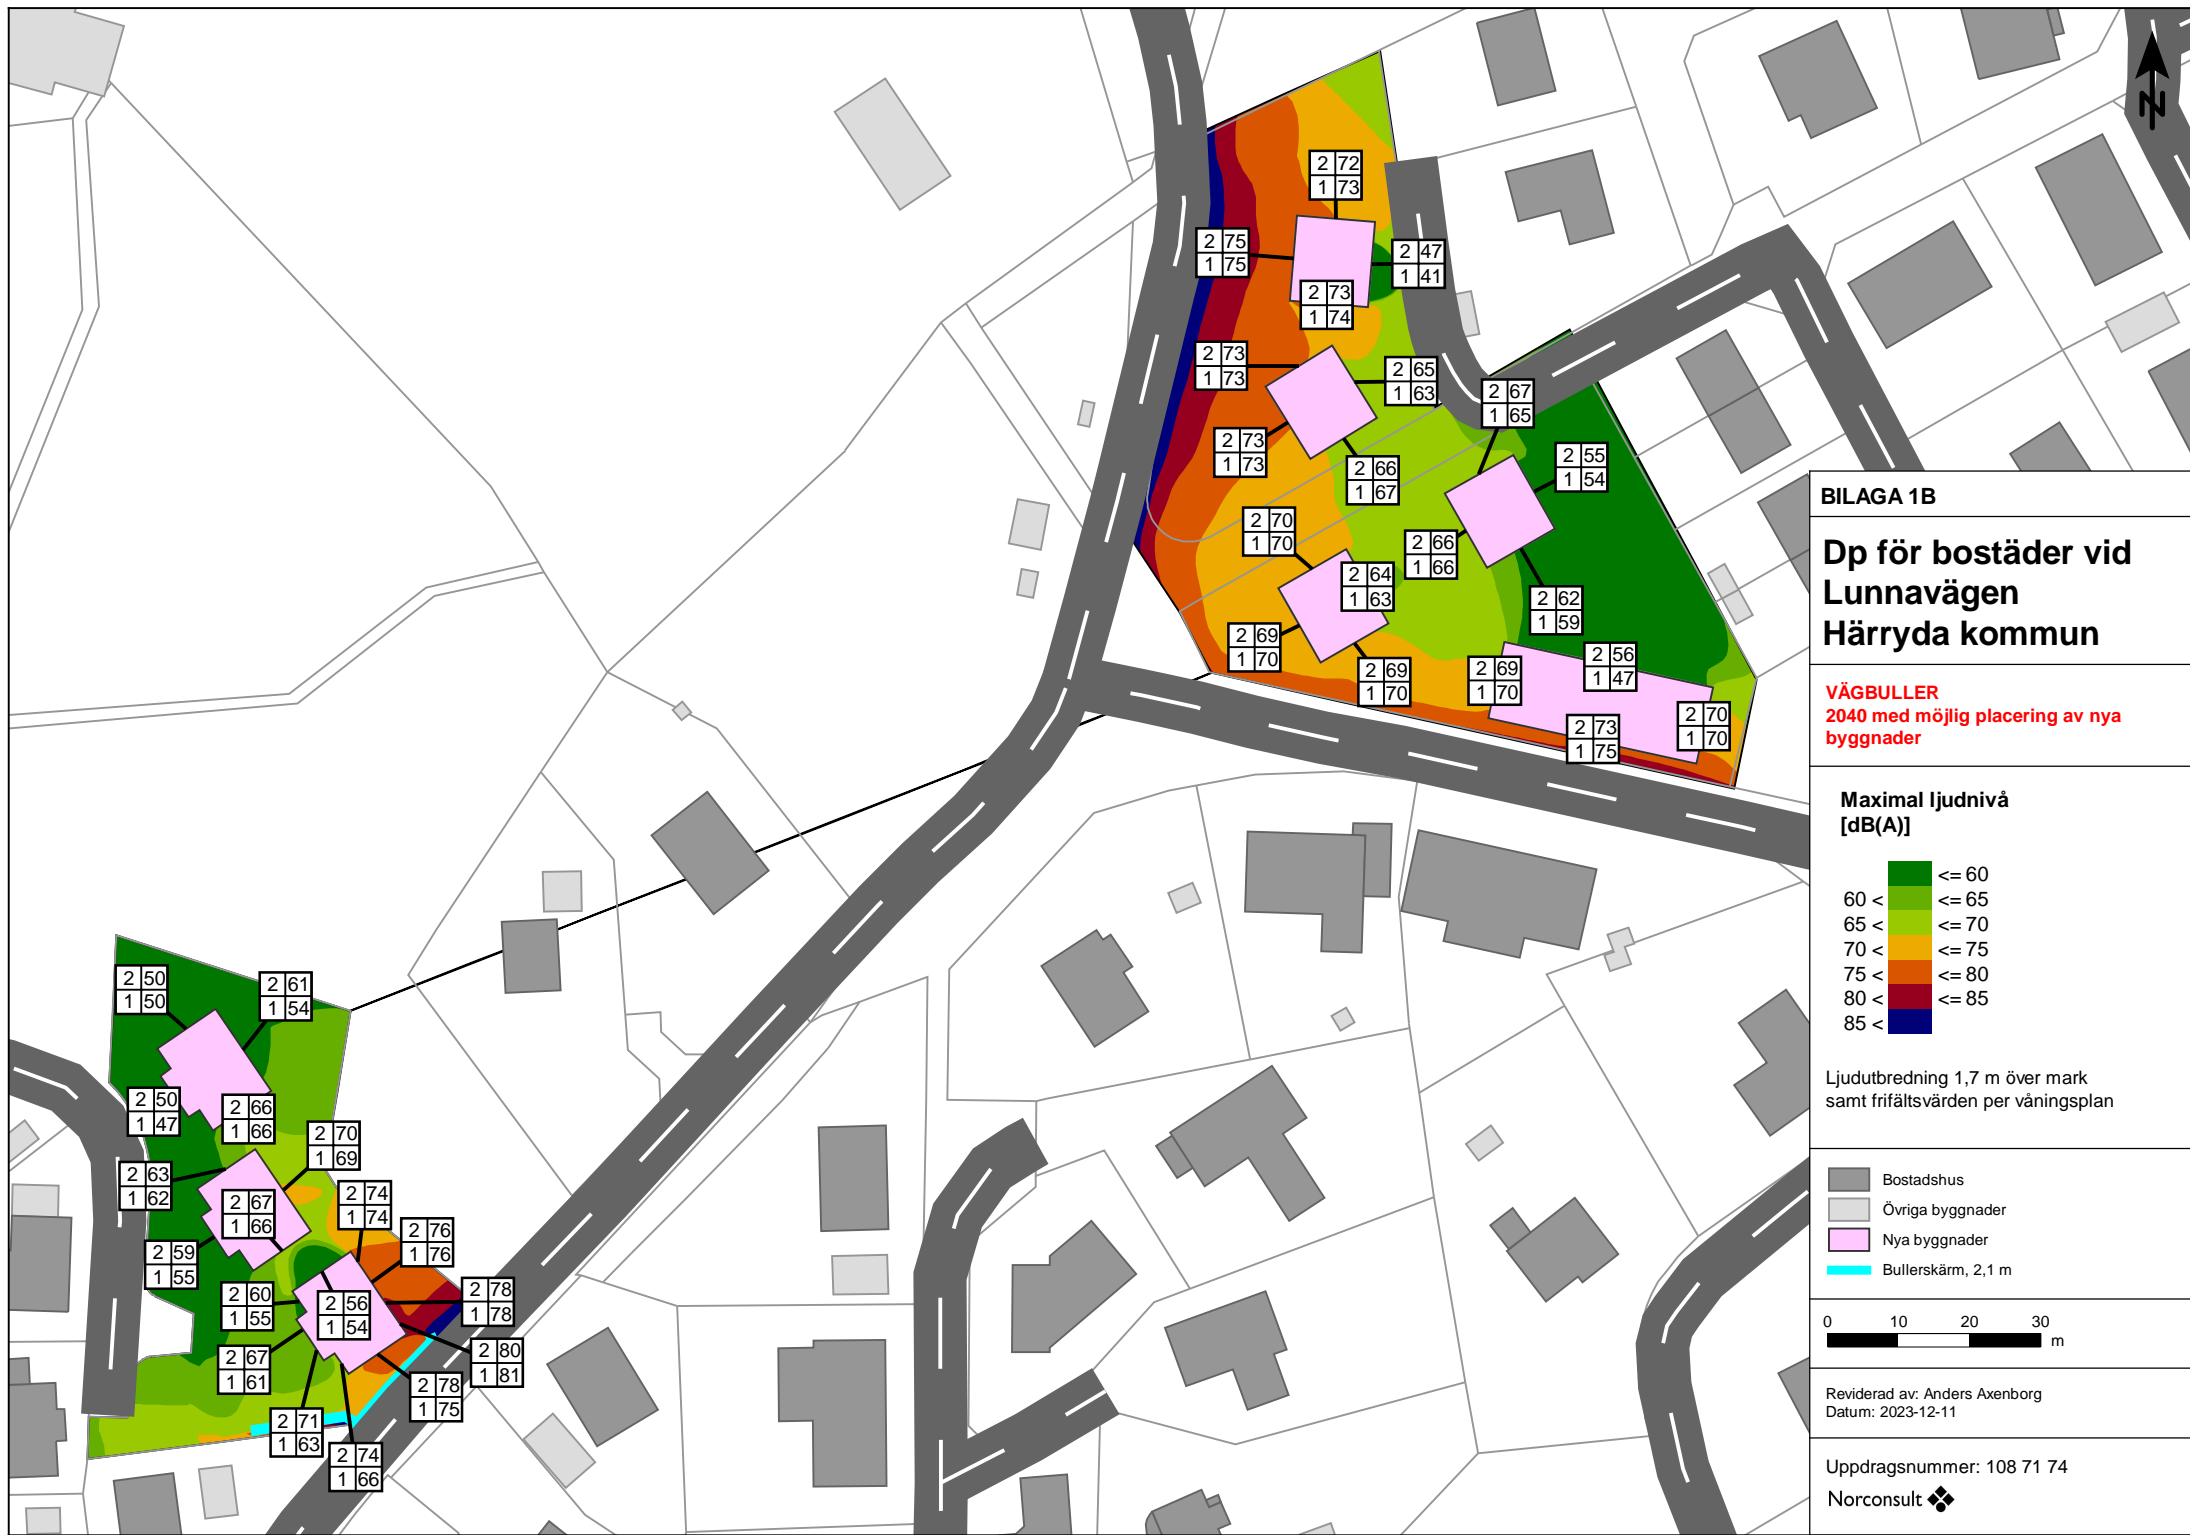 N
2 72
1 73
2 75
1 75
2 47
1 41
2 73
1 74
2 73
1 73
2 65
1 63
2 67
1 65
2 73
1 73
2 66
1 67
2 55
1 54
2 70
1 70
2 66
1 66
2 64
1 63
2 62
1 59
2 69
1 70
2 69
1 70
2 69
1 70
2 56
1 47
2 73
1 75
2 70
1 70
2 50
1 50
2 61
1 54
2 50
1 47
2 66
1 66
2 70
1 69
2 63
1 62
2 67
1 66
2 74
1 74
2 76
1 76
2 59
1 55
2 60
1 55
2 56
1 54
2 78
1 78
2 67
1 61
2 80
1 81
2 78
1 75
2 71
1 63
2 74
1 66
BILAGA 1B
Dp för bostäder vid
Lunnavägen
Härryda kommun
VÄGBULLER
2040 med möjlig placering av nya
byggnader
Maximal ljudnivå
[dB(A)]
<= 60
60 < <= 65
65 < <= 70
70 < <= 75
75 < <= 80
80 < <= 85
85 <
Ljudutbredning 1,7 m över mark
samt frifältsvärden per våningsplan
Bostadshus
Övriga byggnader
Nya byggnader
Bullerskärm, 2,1 m
0 10 20 30
m
Reviderad av: Anders Axenborg
Datum: 2023-12-11
Uppdragsnummer: 108 71 74
Norconsult